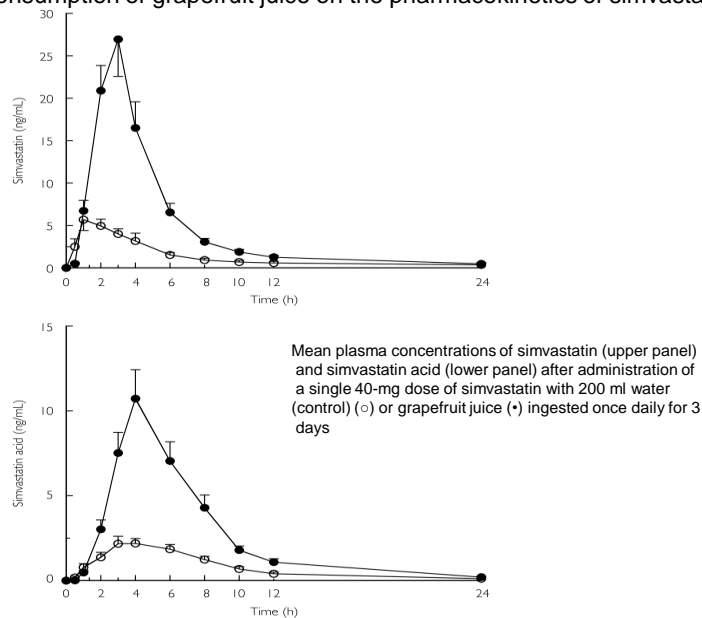 onsumption of grapefruit juice on the pharmacokinetics of simvasta
30
25
20
15
10
5
0
Simvastatin (ng/mL)
0 2 4 6 8 10 12 24
Time (h)
15
10
5
0
Simvastatin acid (ng/mL)
0 2 4 6 8 10 12 24
Time (h)
Mean plasma concentrations of simvastatin (upper panel)
and simvastatin acid (lower panel) after administration of
a single 40-mg dose of simvastatin with 200 ml water
(control) (○) or grapefruit juice (•) ingested once daily for 3
days